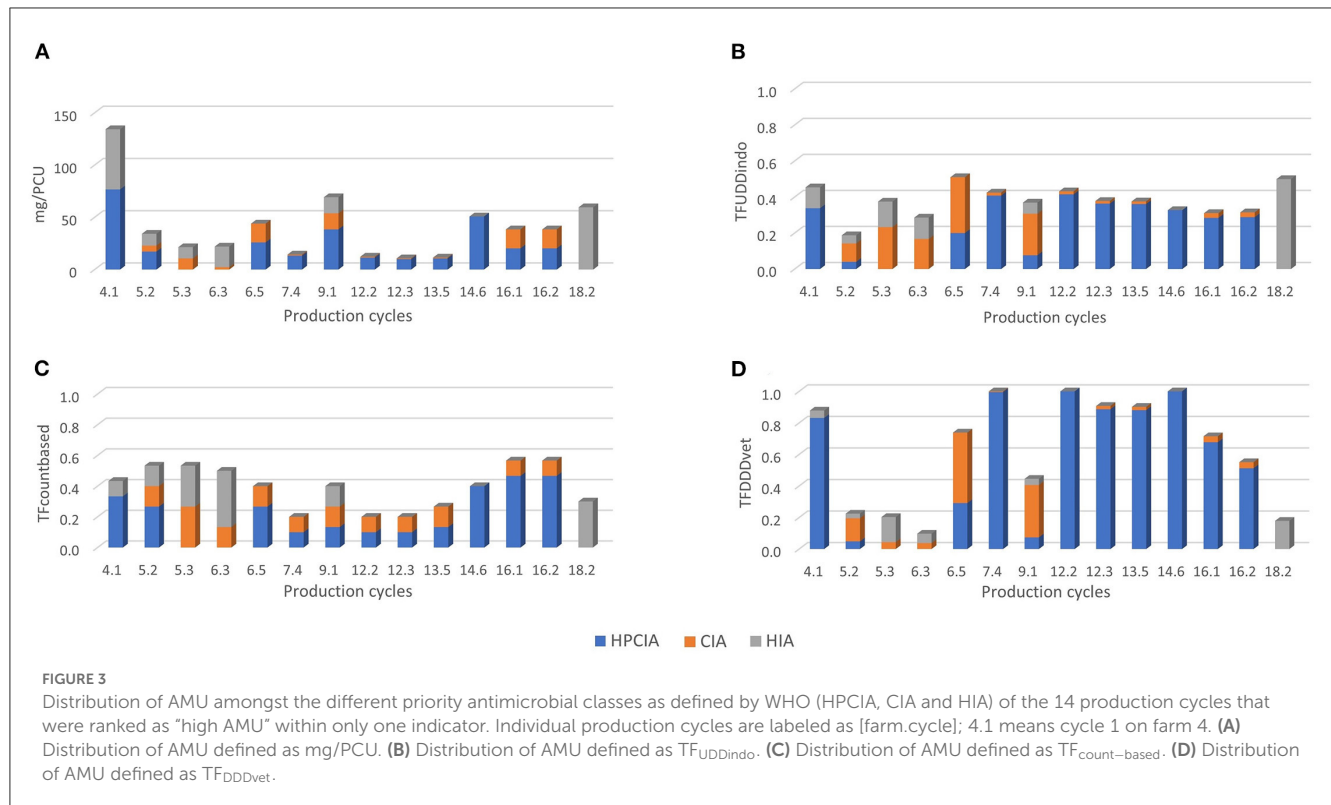 A
150
100
50
0
mg/PCU
4.1 5.2 5.3 6.3 6.5 7.4 9.1 12.2 12.3 13.5 14.6 16.1 16.2 18.2
Production cycles
B
1.0
0.8
0.6
0.4
0.2
0.0
TFUDDindo
4.1 5.2 5.3 6.3 6.5 7.4 9.1 12.2 12.3 13.5 14.6 16.1 16.2 18.2
Production cycles
C
1.0
0.8
0.6
0.4
0.2
0.0
TFcountbased
4.1 5.2 5.3 6.3 6.5 7.4 9.1 12.2 12.3 13.5 14.6 16.1 16.2 18.2
Production cycles
D
1.0
0.8
0.6
0.4
0.2
0.0
TFDDDvet
4.1 5.2 5.3 6.3 6.5 7.4 9.1 12.2 12.3 13.5 14.6 16.1 16.2 18.2
Production cycles
HPCIA CIA HIA
FIGURE 3
Distribution of AMU amongst the different priority antimicrobial classes as defined by WHO (HPCIA, CIA and HIA) of the 14 production cycles that
were ranked as “high AMU” within only one indicator. Individual production cycles are labeled as [farm.cycle]; 4.1 means cycle 1 on farm 4. (A)
Distribution of AMU defined as mg/PCU. (B) Distribution of AMU defined as TFUDDindo. (C) Distribution of AMU defined as TFcount–based. (D) Distribution
of AMU defined as TFDDDvet.